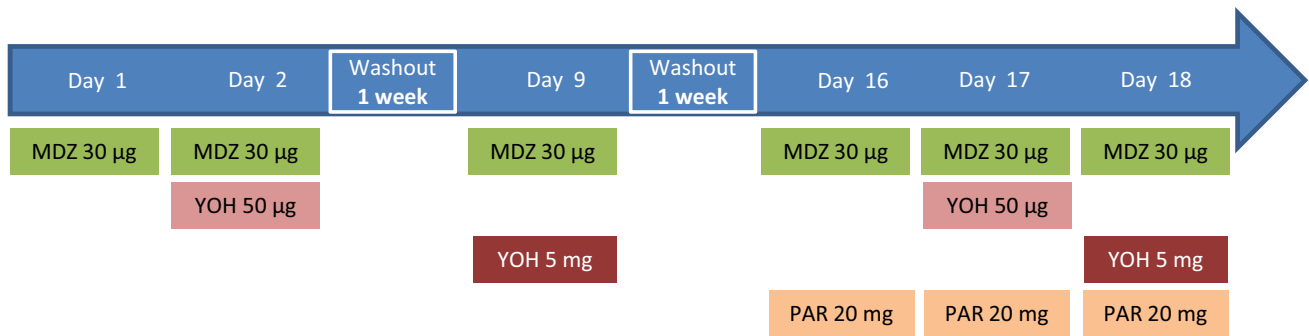 Day 1 Day 2 Washout Day 9 Washout Day 16 Day 17 Day 18
1 week 1 week
MDZ 30 µg MDZ 30 µg MDZ 30 µg MDZ 30 µg MDZ 30 µg MDZ 30 µg
YOH 50 µg YOH 50 µg
YOH 5 mg YOH 5 mg
PAR 20 mg PAR 20 mg PAR 20 mg